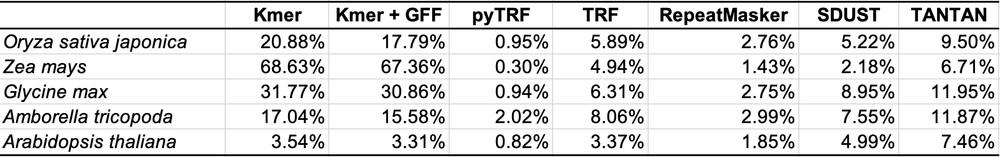 Kmer Kmer + GFF pyTRF TRF RepeatMasker SDUST TANTAN
Oryza sativa japonica 20.88% 17.79% 0.95% 5.89% 2.76% 5.22% 9.50%
Zea mays 68.63% 67.36% 0.30% 4.94% 1.43% 2.18% 6.71%
Glycine max 31.77% 30.86% 0.94% 6.31% 2.75% 8.95% 11.95%
Amborella tricopoda 17.04% 15.58% 2.02% 8.06% 2.99% 7.55% 11.87%
Arabidopsis thaliana 3.54% 3.31% 0.82% 3.37% 1.85% 4.99% 7.46%